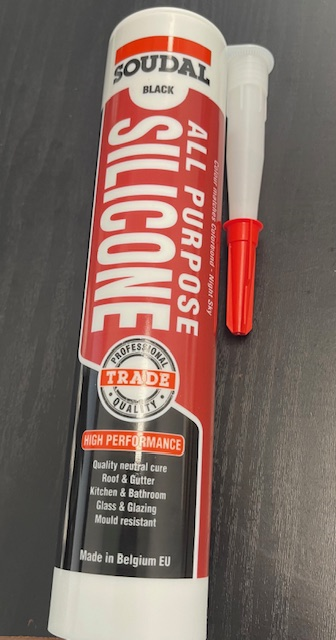 SOUDAL
BLACK
ALL PURPOSE
SILICONE
Colour matches Colorbond - Night Sky
PROFESSIONAL
TRADE
QUALITY
HIGH PERFORMANCE
Quality neutral cure
Roof & Gutter
Kitchen & Bathroom
Glass & Glazing
Mould resistant
Made in Belgium EU